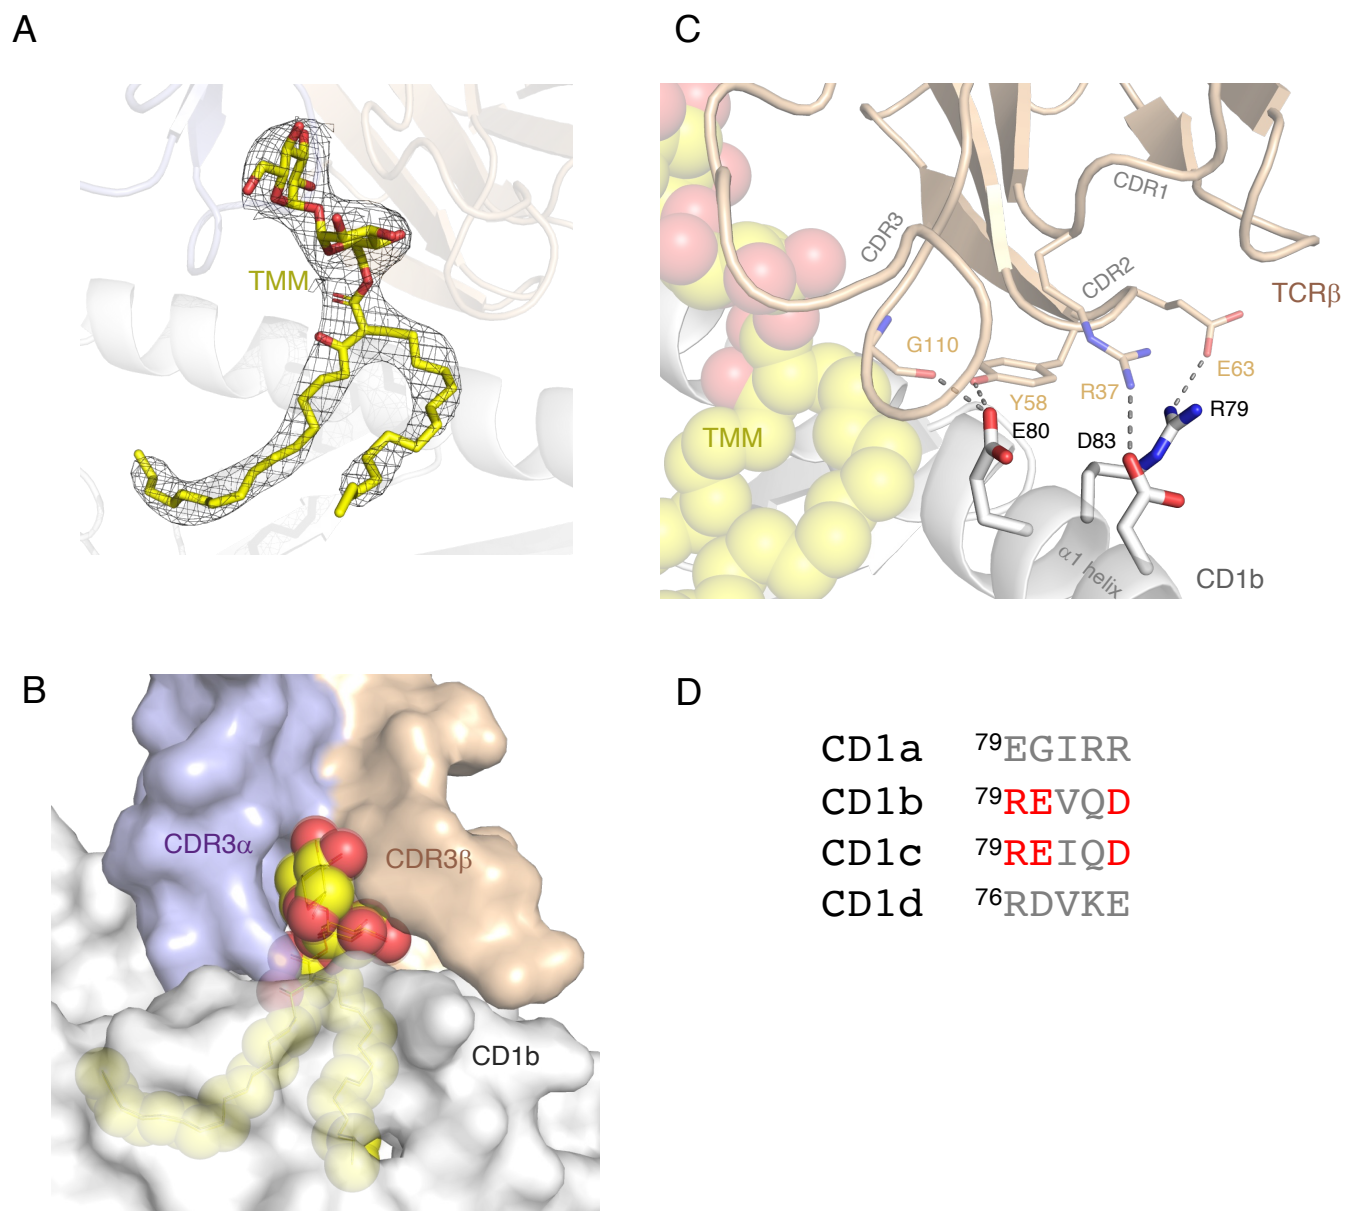 A
TMM
B
CDR3α
CDR3β
CD1b
C
CDR3
CDR1
CDR2
TCRβ
G110
Y58
R37
E63
E80
D83
R79
TMM
α1 helix
CD1b
D
CD1a ⁷⁹EGIRR
CD1b ⁷⁹REVQD
CD1c ⁷⁹REIQD
CD1d ⁷⁶RDVKE